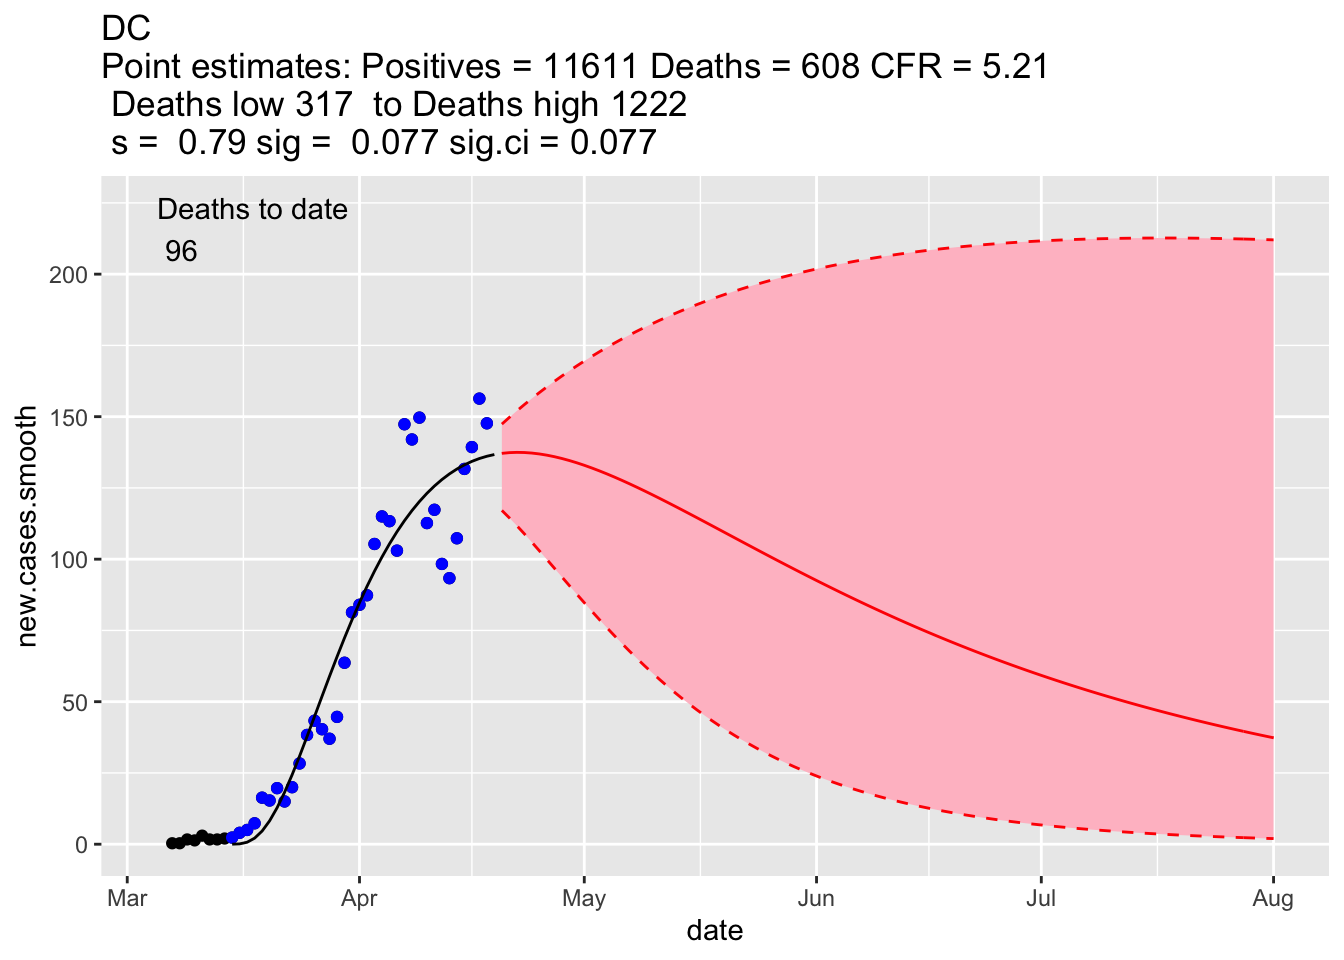 DC
Point estimates: Positives = 11611 Deaths = 608 CFR = 5.21
Deaths low 317  to Deaths high 1222
s =  0.79 sig =  0.077 sig.ci = 0.077
Deaths to date
96
200
150
100
50
0
new.cases.smooth
Mar Apr May Jun Jul Aug
date